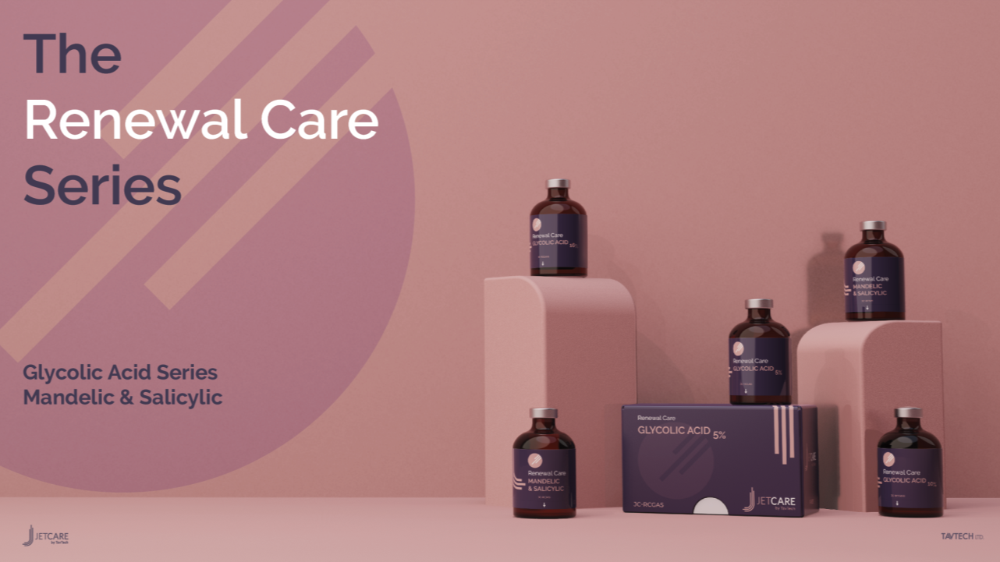 The
Renewal Care
Series
Glycolic Acid Series
Mandelic & Salicylic
Renewal Care
GLYCOLIC ACID 10%
Renewal Care
MANDELIC
& SALICYLIC
Renewal Care
GLYCOLIC ACID 5%
Renewal Care
GLYCOLIC ACID 5%
JC-RCGA5
JETCARE
by TavTech
Renewal Care
MANDELIC
& SALICYLIC
Renewal Care
GLYCOLIC ACID 10%
JETCARE
by TavTech
TAVTECH LTD.